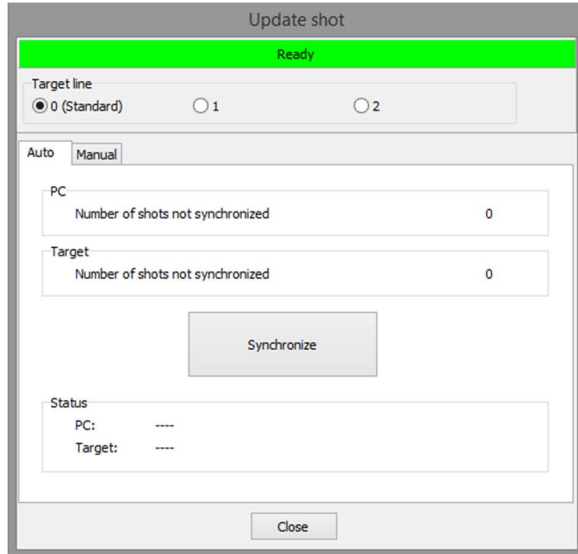 Update shot
Ready
Target line
0 (Standard) 1 2
Auto Manual
PC
Number of shots not synchronized 0
Target
Number of shots not synchronized 0
Synchronize
Status
PC: ----
Target: ----
Close